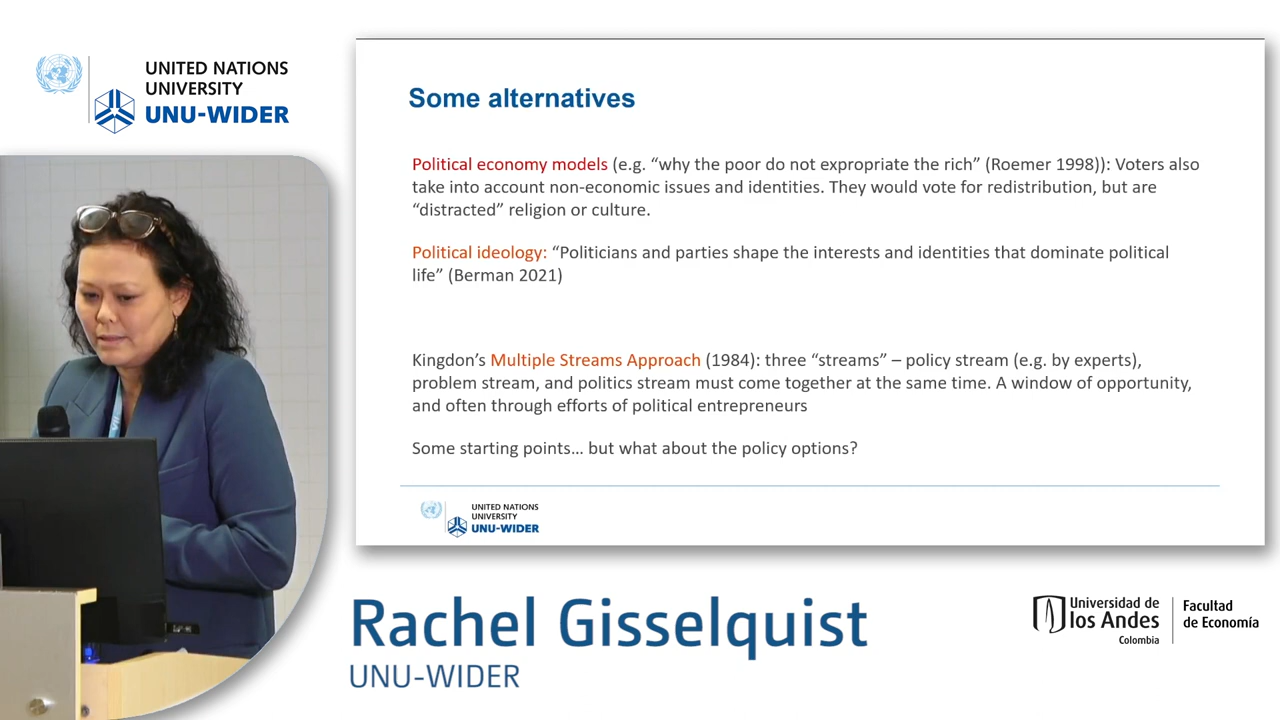 UNITED NATIONS
UNIVERSITY
UNU-WIDER
Some alternatives
Political economy models (e.g. “why the poor do not expropriate the rich” (Roemer 1998)): Voters also
take into account non-economic issues and identities. They would vote for redistribution, but are
“distracted” religion or culture.
Political ideology: “Politicians and parties shape the interests and identities that dominate political
life” (Berman 2021)
Kingdon’s Multiple Streams Approach (1984): three “streams” – policy stream (e.g. by experts),
problem stream, and politics stream must come together at the same time. A window of opportunity,
and often through efforts of political entrepreneurs
Some starting points… but what about the policy options?
UNITED NATIONS
UNIVERSITY
UNU-WIDER
Rachel Gisselquist
UNU-WIDER
Universidad de
los Andes
Colombia
Facultad
de Economía